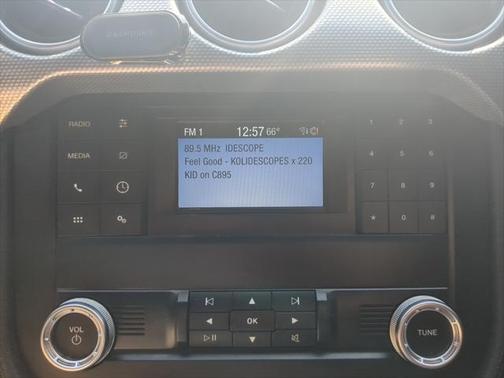 FM 1 12:57 66°
89.5 MHz IDESCOPE
Feel Good - KOLIDESCOPES x 220
KID on C895
RADIO
MEDIA
1 2 3
4 5 6
7 8 9
* 0 #
VOL
OK
TUNE